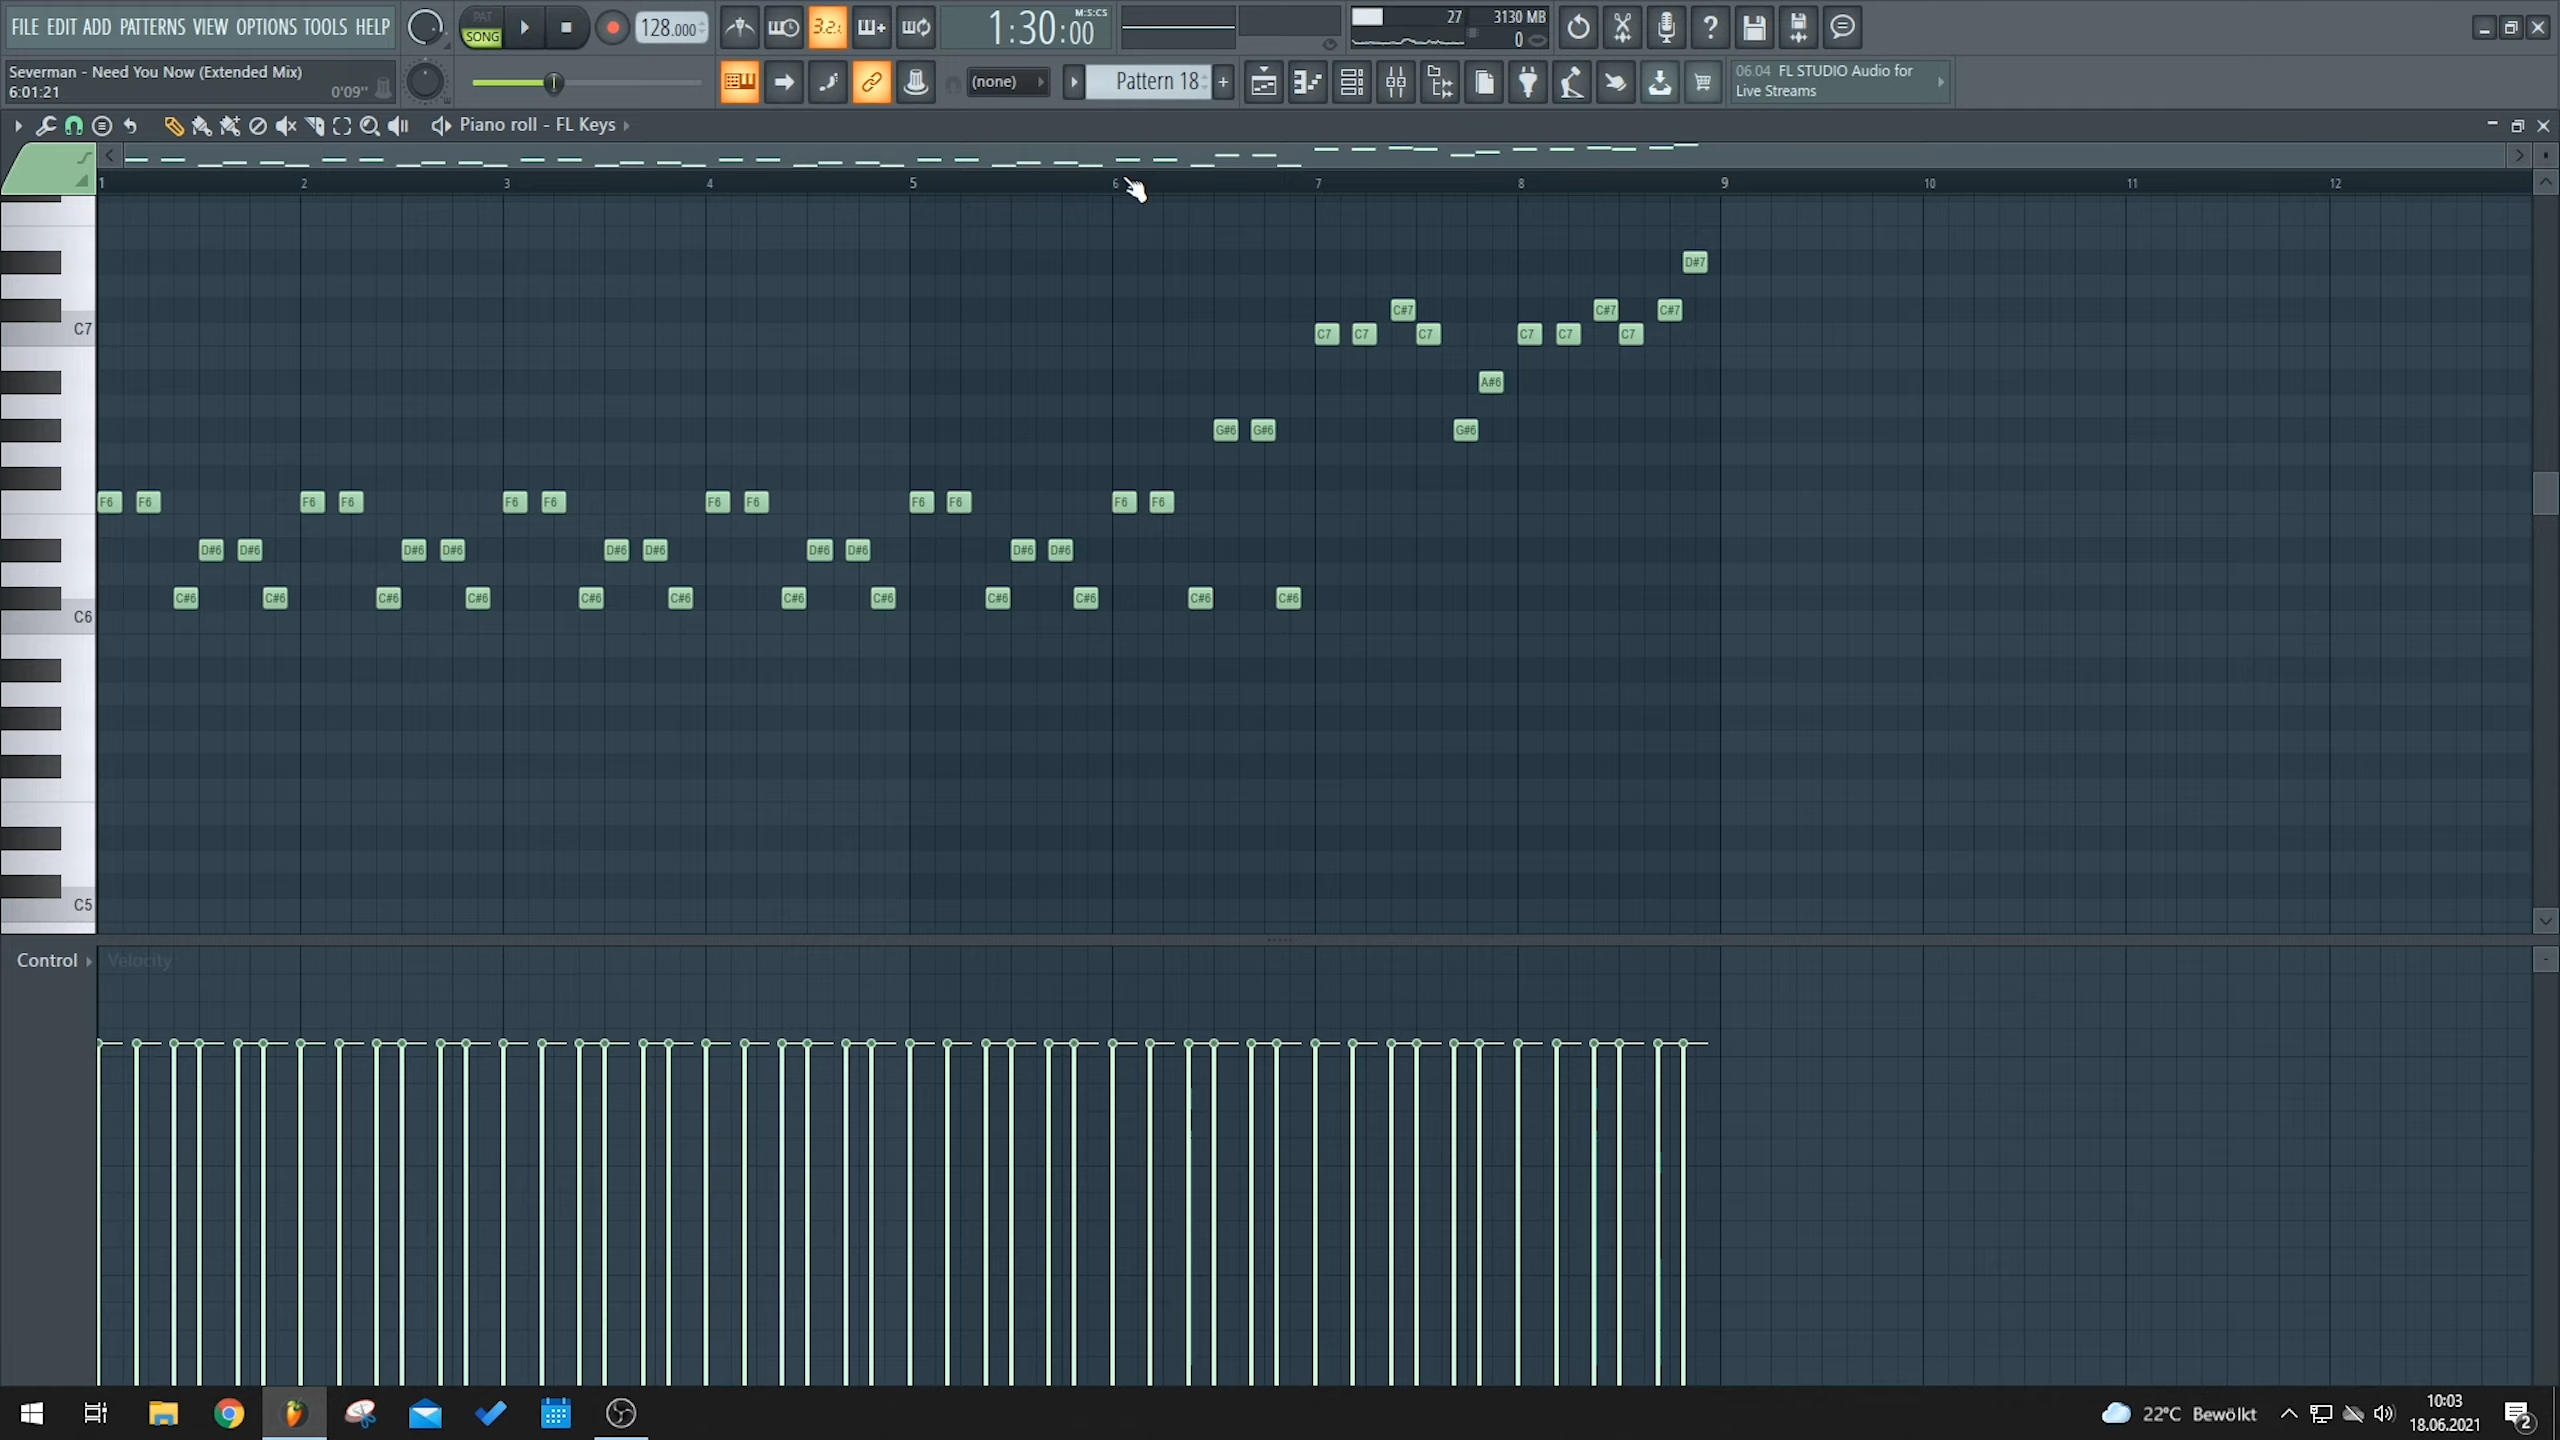 FILE EDIT ADD PATTERNS VIEW OPTIONS TOOLS HELP
PAT
SONG
128.000
3.2.
1:30:00
M:S:CS
27
3130 MB
0
Severman - Need You Now (Extended Mix)
6:01:21
0'09"
(none)
Pattern 18
+
06.04 FL STUDIO Audio for
Live Streams
Piano roll - FL Keys
1 2 3 4 5 6 7 8 9 10 11 12
D#7
C#7 C#7 C#7
C7
C7 C7 C7 C7 C7 C7
A#6
G#6 G#6 G#6
F6 F6 F6 F6 F6 F6 F6 F6 F6 F6 F6 F6
D#6 D#6 D#6 D#6 D#6 D#6 D#6 D#6 D#6 D#6
C#6 C#6 C#6 C#6 C#6 C#6 C#6 C#6 C#6 C#6 C#6 C#6
C6
C5
Control
Velocity
22°C Bewölkt
10:03
18.06.2021
2